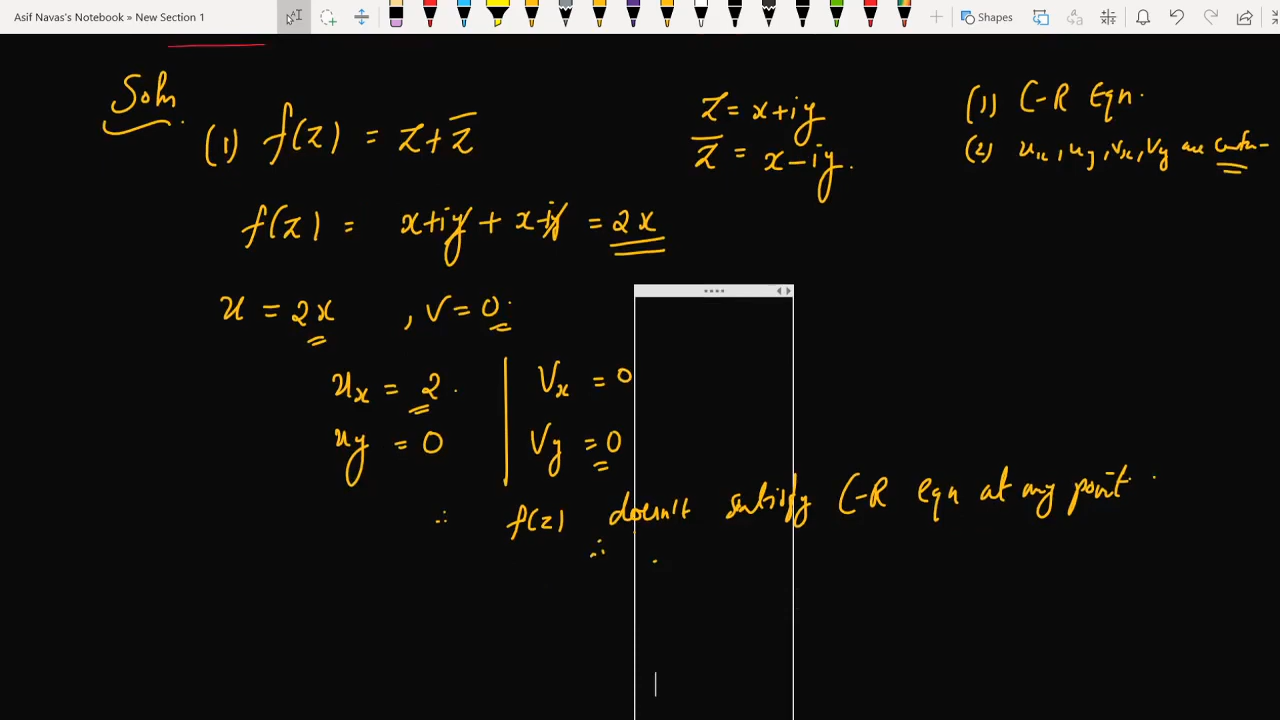 Asif Navas's Notebook » New Section 1
Shapes
Soln
(1) f(z) = z + z̅
z = x+iy
z̅ = x-iy.
(1) C-R Eqn.
(2) ux, uy, vx, vy are
f(z) = x+iy + x-iy = 2x
u = 2x , v = 0.
ux = 2. | vx = 0
uy = 0 | vy = 0
∴ f(z) doesn't satisfy C-R eqn at any point.
∴